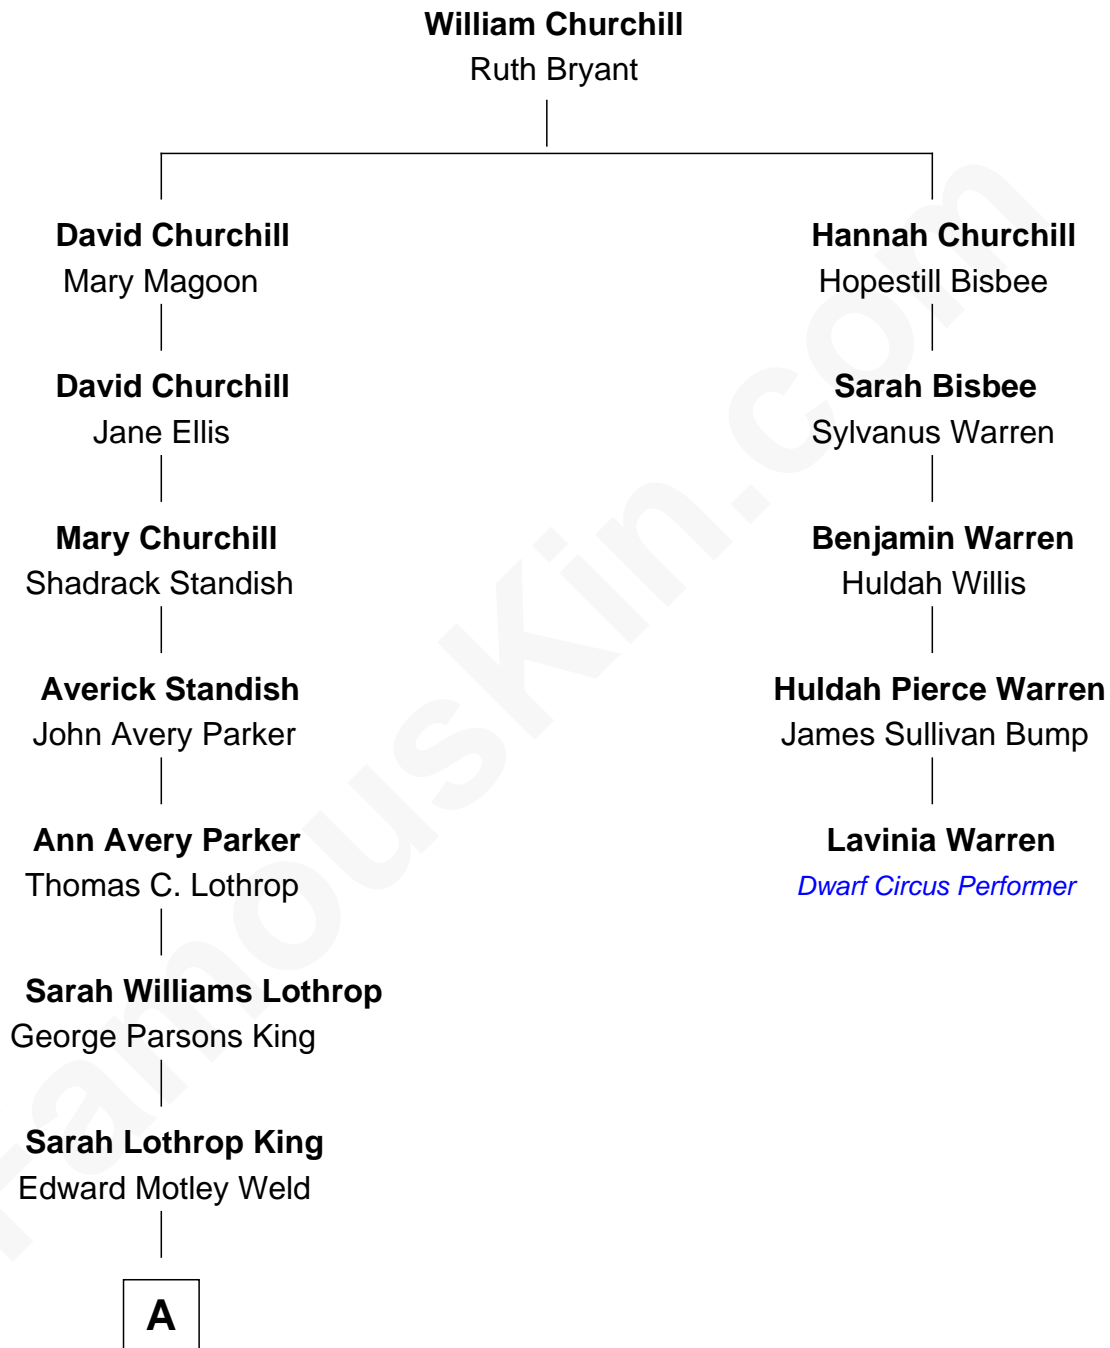 William Churchill
Ruth Bryant
David Churchill
Mary Magoon
David Churchill
Jane Ellis
Mary Churchill
Shadrack Standish
Averick Standish
John Avery Parker
Ann Avery Parker
Thomas C. Lothrop
Sarah Williams Lothrop
George Parsons King
Sarah Lothrop King
Edward Motley Weld
A
Hannah Churchill
Hopestill Bisbee
Sarah Bisbee
Sylvanus Warren
Benjamin Warren
Huldah Willis
Huldah Pierce Warren
James Sullivan Bump
Lavinia Warren
Dwarf Circus Performer
FamousKin.com